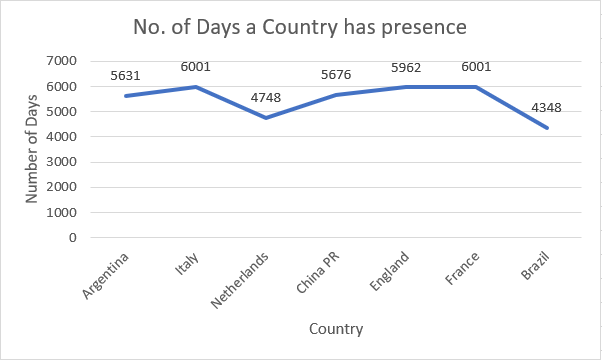 No. of Days a Country has presence
Number of Days
7000
6000
5000
4000
3000
2000
1000
0
5631
6001
4748
5676
5962
6001
4348
Argentina
Italy
Netherlands
China PR
England
France
Brazil
Country